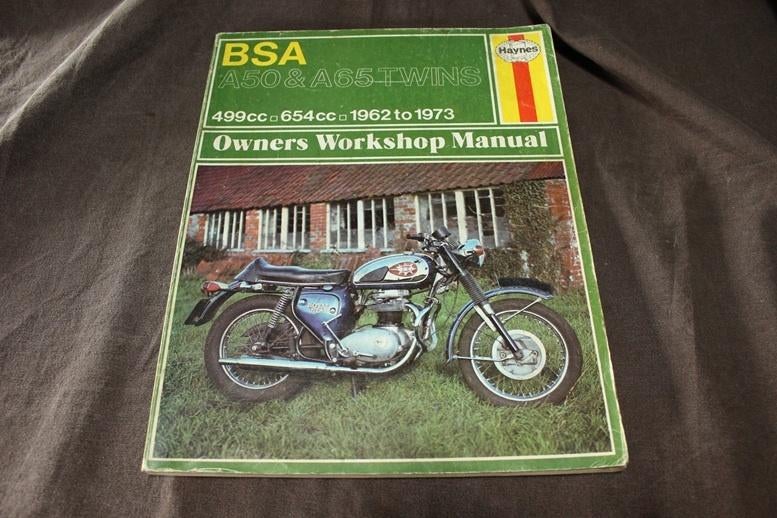 BSA
Haynes
A50 & A65 TWINS
499cc □ 654cc □ 1962 to 1973
Owners Workshop Manual